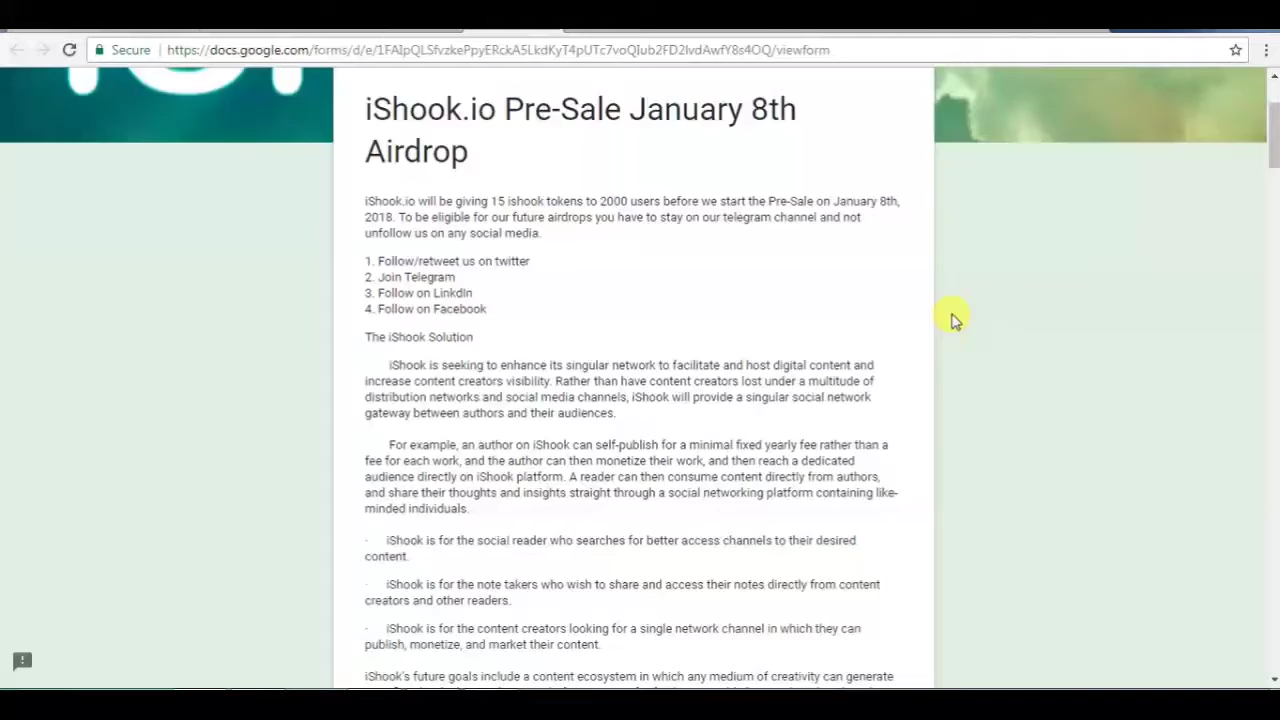 Secure
https://docs.google.com/forms/d/e/1FAIpQLSfvzkePpyERckA5LkdKyT4pUTc7voQIub2FD2lvdAwfY8s4OQ/viewform
iShook.io Pre-Sale January 8th
Airdrop
iShook.io will be giving 15 ishook tokens to 2000 users before we start the Pre-Sale on January 8th,
2018. To be eligible for our future airdrops you have to stay on our telegram channel and not
unfollow us on any social media.
1. Follow/retweet us on twitter
2. Join Telegram
3. Follow on LinkdIn
4. Follow on Facebook
The iShook Solution
iShook is seeking to enhance its singular network to facilitate and host digital content and
increase content creators visibility. Rather than have content creators lost under a multitude of
distribution networks and social media channels, iShook will provide a singular social network
gateway between authors and their audiences.
For example, an author on iShook can self-publish for a minimal fixed yearly fee rather than a
fee for each work, and the author can then monetize their work, and then reach a dedicated
audience directly on iShook platform. A reader can then consume content directly from authors,
and share their thoughts and insights straight through a social networking platform containing like-
minded individuals.
· iShook is for the social reader who searches for better access channels to their desired
content.
· iShook is for the note takers who wish to share and access their notes directly from content
creators and other readers.
· iShook is for the content creators looking for a single network channel in which they can
publish, monetize, and market their content.
iShook's future goals include a content ecosystem in which any medium of creativity can generate